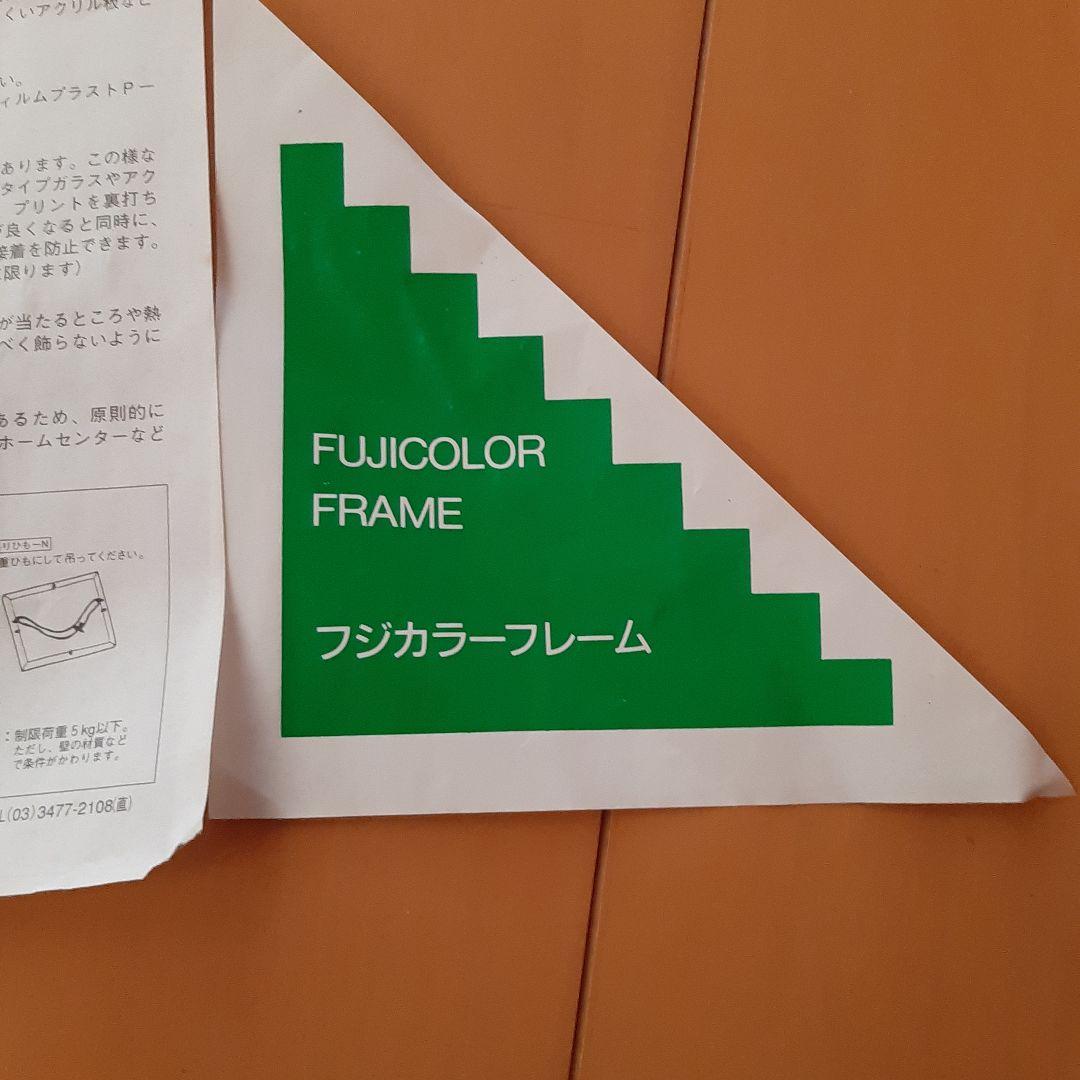 くいアクリル板など
い。
ィルムプラストP－
あります。この様な
タイプガラスやアク
プリントを裏打ち
が良くなると同時に、
接着を防止できます。
に限ります）
が当たるところや熱
べく飾らないように
あるため、原則的に
ホームセンターなど
りひも－N
重ひもにして吊ってください。
：制限荷重5kg以下。
ただし、壁の材質など
で条件がかわります。
L(03)3477-2108(直)
FUJICOLOR
FRAME
フジカラーフレーム